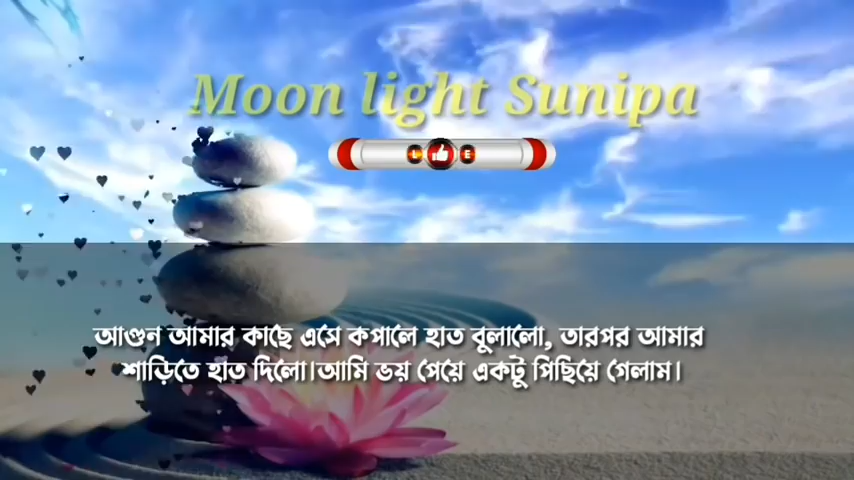 Moon light Sunipa
L E
আগুন আমার কাছে এসে কপালে হাত বুলালো, তারপর আমার
শাড়িতে হাত দিলো।আমি ভয় পেয়ে একটু পিছিয়ে গেলাম।